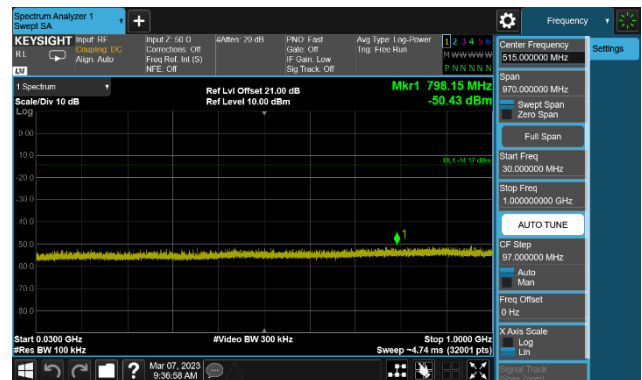 Spectrum Analyzer 1
Swept SA
Frequency
KEYSIGHT
RL
LXI
Input: RF
Coupling: DC
Align: Auto
Input Z: 50 Ω
Corrections: Off
Freq Ref: Int (S)
NFE: Off
#Atten: 20 dB
PNO: Fast
Gate: Off
IF Gain: Low
Sig Track: Off
Avg Type: Log-Power
Trig: Free Run
1 2 3 4 5 6
M W W W W W
P N N N N N
Center Frequency
515.000000 MHz
Settings
Span
970.000000 MHz
Swept Span
Zero Span
Full Span
Start Freq
30.000000 MHz
Stop Freq
1.000000000 GHz
AUTO TUNE
CF Step
97.000000 MHz
Auto
Man
Freq Offset
0 Hz
X Axis Scale
Log
Lin
Signal Track
(Span Zoom)
1 Spectrum
Scale/Div 10 dB
Log
Ref Lvl Offset 21.00 dB
Ref Level 10.00 dBm
Mkr1 798.15 MHz
-50.43 dBm
0.00
-10.0
-20.0
-30.0
-40.0
-50.0
-60.0
-70.0
-80.0
DL1 -14.17 dBm
1
Start 0.0300 GHz
#Res BW 100 kHz
#Video BW 300 kHz
Stop 1.0000 GHz
Sweep ~4.74 ms (32001 pts)
Mar 07, 2023
9:36:58 AM